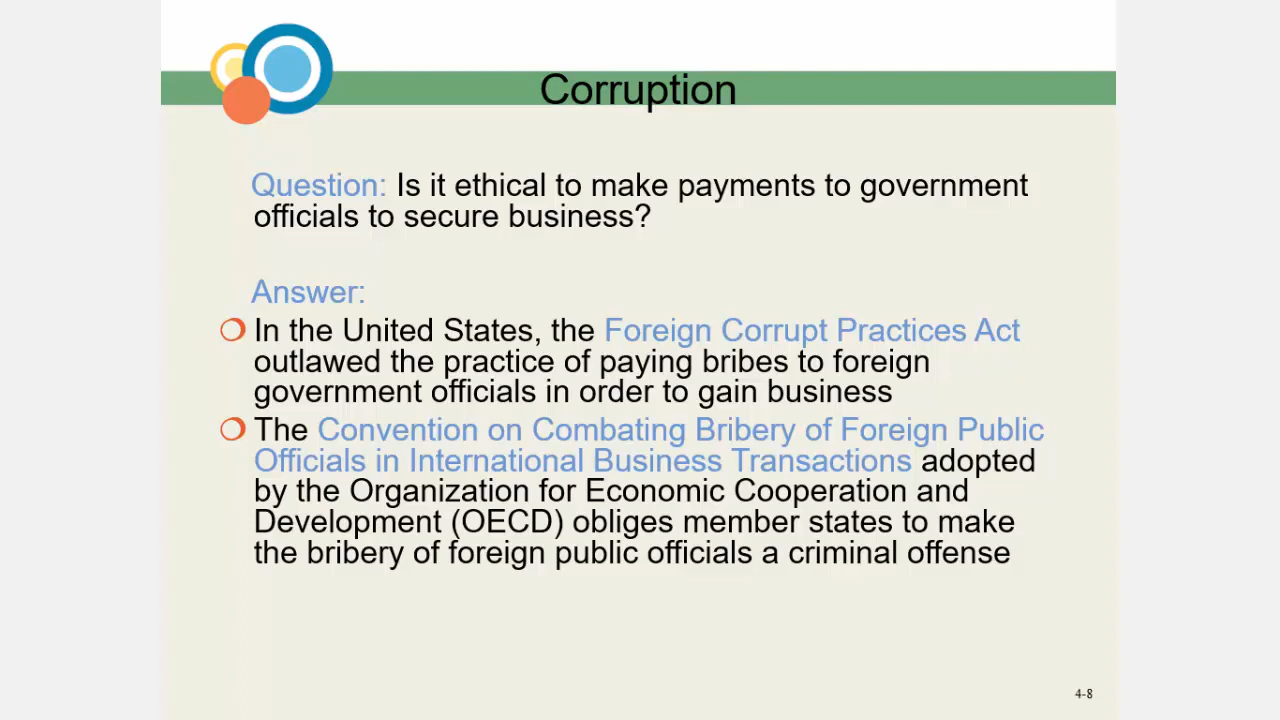 Corruption
Question: Is it ethical to make payments to government
officials to secure business?
Answer:
In the United States, the Foreign Corrupt Practices Act
outlawed the practice of paying bribes to foreign
government officials in order to gain business
The Convention on Combating Bribery of Foreign Public
Officials in International Business Transactions adopted
by the Organization for Economic Cooperation and
Development (OECD) obliges member states to make
the bribery of foreign public officials a criminal offense
4-8